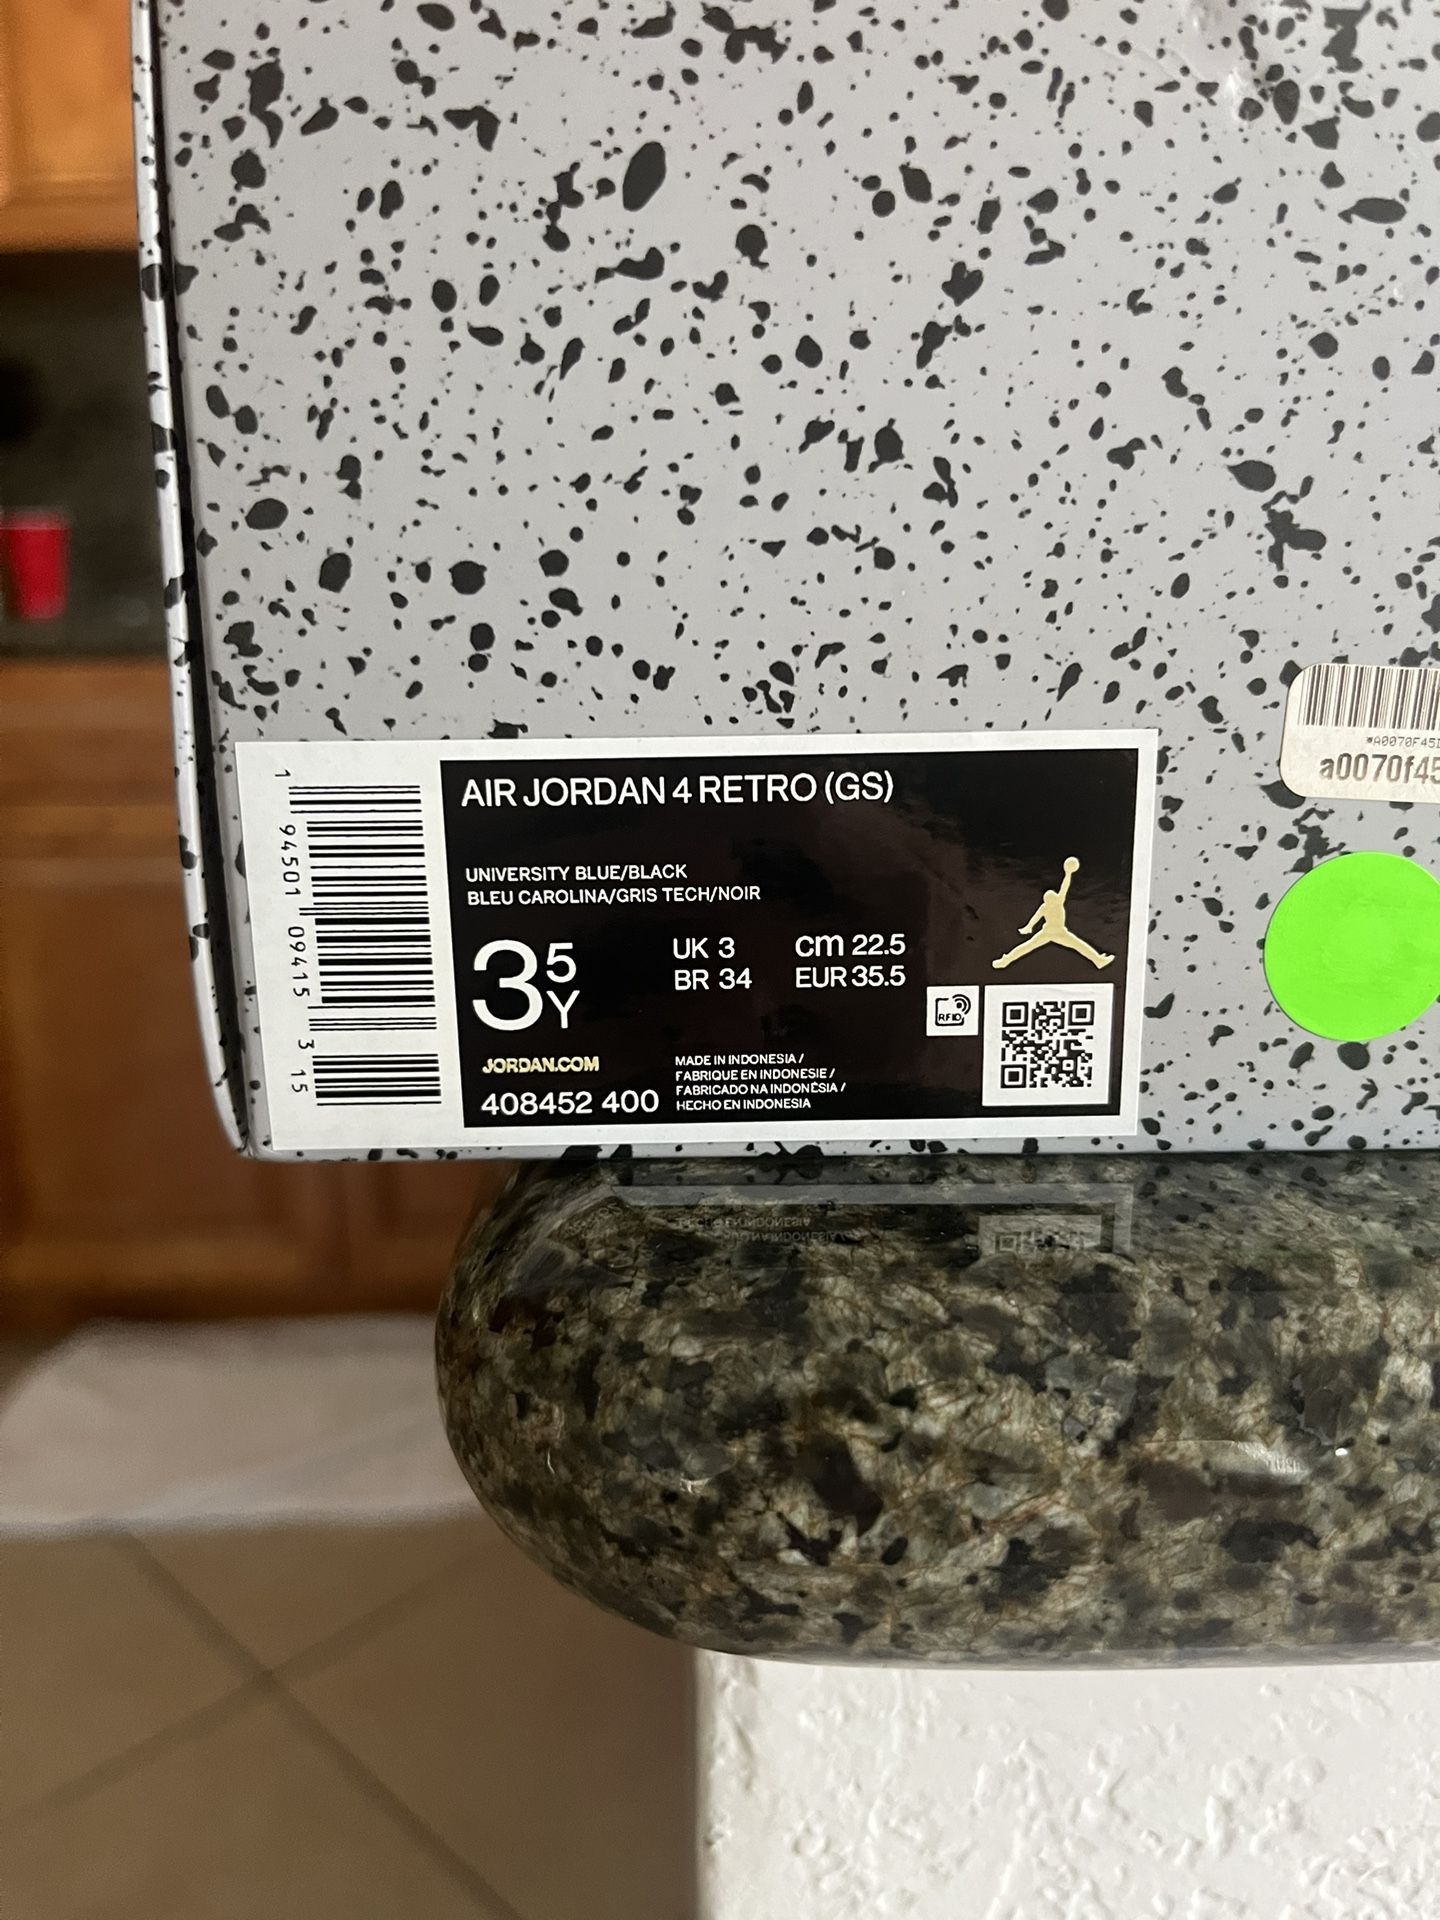 *A0070F45
a0070f45
AIR JORDAN 4 RETRO (GS)
UNIVERSITY BLUE/BLACK
BLEU CAROLINA/GRIS TECH/NOIR
3 5 Y
UK 3
cm 22.5
BR 34
EUR 35.5
RFID
JORDAN.COM
408452 400
MADE IN INDONESIA /
FABRIQUE EN INDONESIE /
FABRICADO NA INDONÉSIA /
HECHO EN INDONESIA
1 94501 09415 3 15